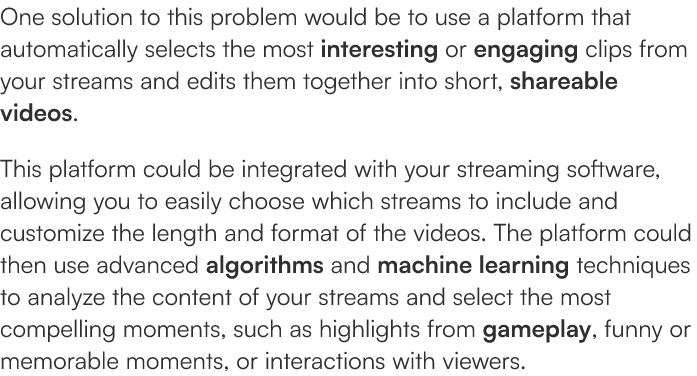 One solution to this problem would be to use a platform that
automatically selects the most interesting or engaging clips from
your streams and edits them together into short, shareable
videos.
This platform could be integrated with your streaming software,
allowing you to easily choose which streams to include and
customize the length and format of the videos. The platform could
then use advanced algorithms and machine learning techniques
to analyze the content of your streams and select the most
compelling moments, such as highlights from gameplay, funny or
memorable moments, or interactions with viewers.